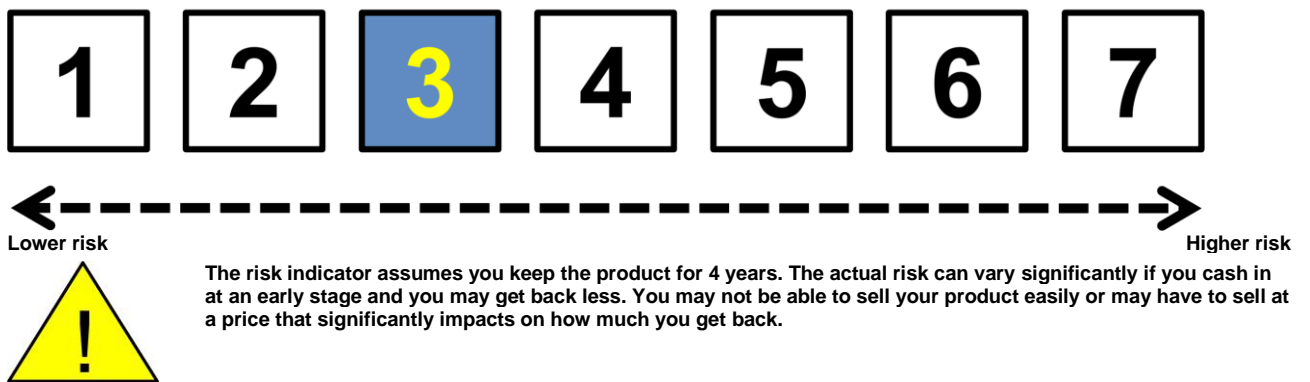 1 2 3 4 5 6 7
Lower risk Higher risk
The risk indicator assumes you keep the product for 4 years. The actual risk can vary significantly if you cash in
at an early stage and you may get back less. You may not be able to sell your product easily or may have to sell at
a price that significantly impacts on how much you get back.
!